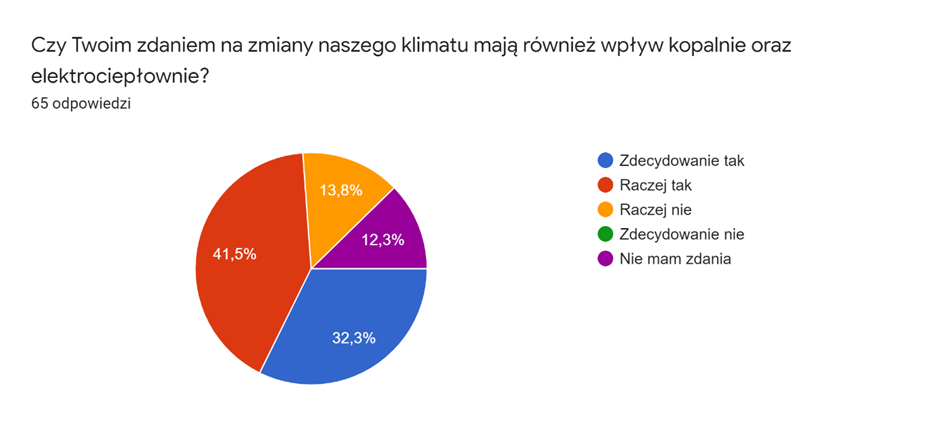 Czy Twoim zdaniem na zmiany naszego klimatu mają również wpływ kopalnie oraz
elektrociepłownie?
65 odpowiedzi
13,8%
12,3%
41,5%
32,3%
Zdecydowanie tak
Raczej tak
Raczej nie
Zdecydowanie nie
Nie mam zdania